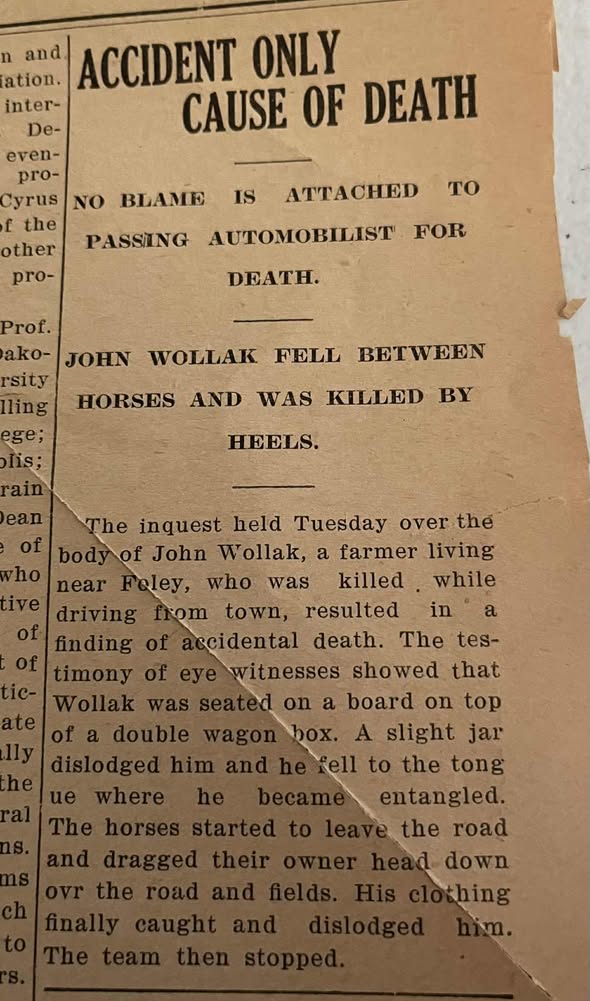 n and
iation.
inter-
De-
even-
pro-
Cyrus
of the
other
pro-
Prof.
Dako-
rsity
lling
ege;
olis;
rain
Dean
e of
who
tive
of
t of
tic-
ate
ally
the
ral
ns.
ms
ch
to
rs.
ACCIDENT ONLY
CAUSE OF DEATH
NO BLAME IS ATTACHED TO
PASSING AUTOMOBILIST FOR
DEATH.
JOHN WOLLAK FELL BETWEEN
HORSES AND WAS KILLED BY
HEELS.
The inquest held Tuesday over the
body of John Wollak, a farmer living
near Foley, who was killed while
driving from town, resulted in a
finding of accidental death. The tes-
timony of eye witnesses showed that
Wollak was seated on a board on top
of a double wagon box. A slight jar
dislodged him and he fell to the tong
ue where he became entangled.
The horses started to leave the road
and dragged their owner head down
ovr the road and fields. His clothing
finally caught and dislodged him.
The team then stopped.